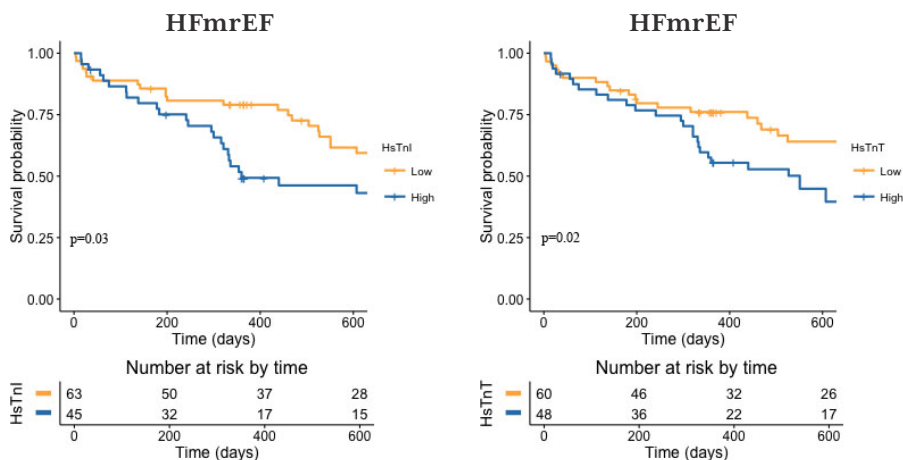 HFmrEF
1.00
0.75
0.50
0.25
0.00
Survival probability
p=0.03
HsTnI
Low
High
0 200 400 600
Time (days)
Number at risk by time
HsTnI
63 50 37 28
45 32 17 15
0 200 400 600
Time (days)
HFmrEF
1.00
0.75
0.50
0.25
0.00
Survival probability
p=0.02
HsTnT
Low
High
0 200 400 600
Time (days)
Number at risk by time
HsTnT
60 46 32 26
48 36 22 17
0 200 400 600
Time (days)